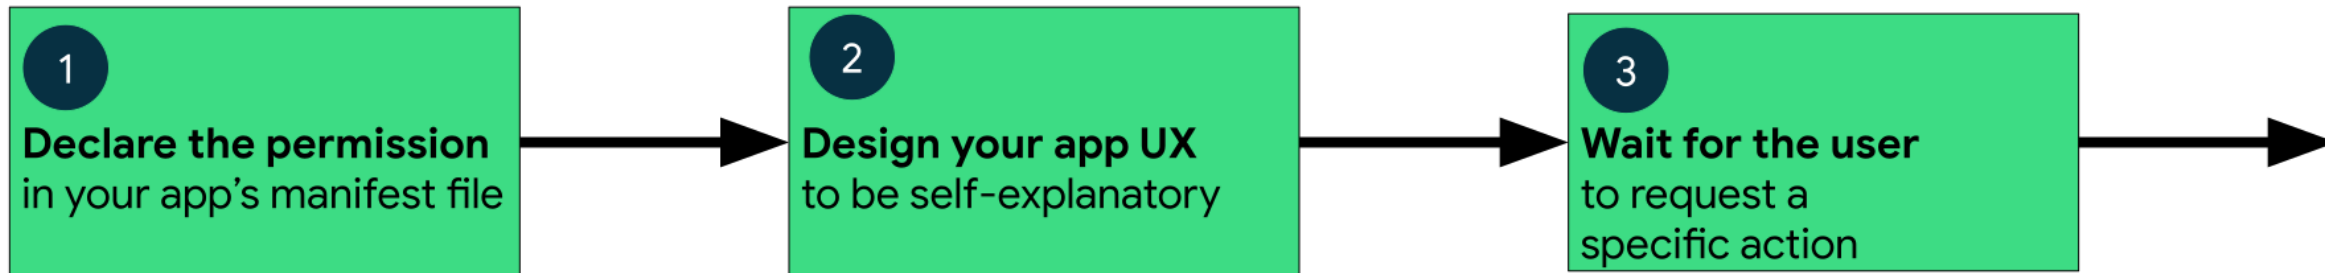 1
Declare the permission
in your app’s manifest file
2
Design your app UX
to be self-explanatory
3
Wait for the user
to request a
specific action